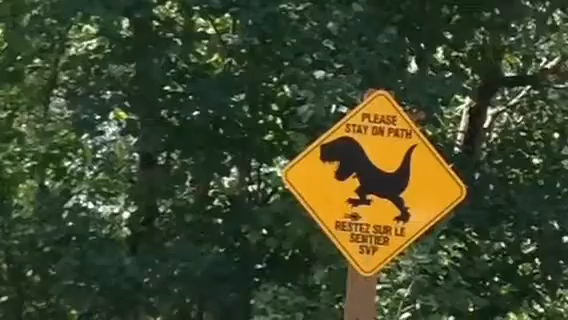 PLEASE
STAY ON PATH
RESTEZ SUR LE
SENTIER
SVP